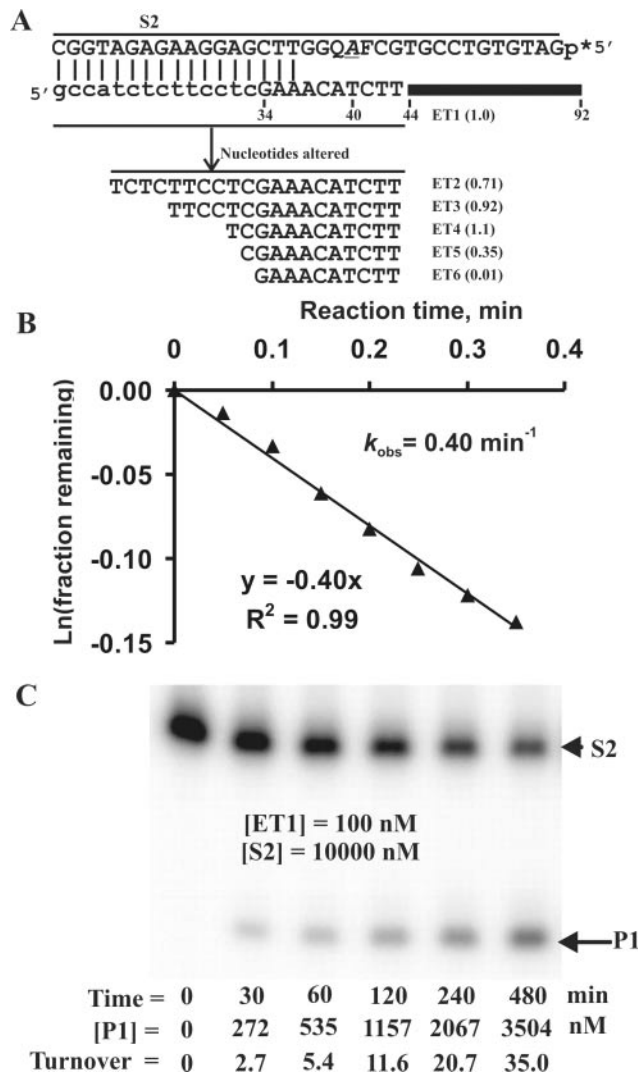 A
S2
CGGTAGAGAAGGAGCTTGGQAFCGTGCCTGTGTAGp*5'
5' gccatctcttcctcGAAACATCTT
34 40 44 ET1 (1.0) 92
Nucleotides altered
TCTCTTCCTCGAAACATCTT ET2 (0.71)
TTCCTCGAAACATCTT ET3 (0.92)
TCGAAACATCTT ET4 (1.1)
CGAAACATCTT ET5 (0.35)
GAAACATCTT ET6 (0.01)
B
Reaction time, min
0 0.1 0.2 0.3 0.4
Ln(fraction remaining)
0.00
-0.05
-0.10
-0.15
kobs= 0.40 min-1
y = -0.40x
R2 = 0.99
C
S2
[ET1] = 100 nM
[S2] = 10000 nM
P1
Time = 0 30 60 120 240 480 min
[P1] = 0 272 535 1157 2067 3504 nM
Turnover = 0 2.7 5.4 11.6 20.7 35.0